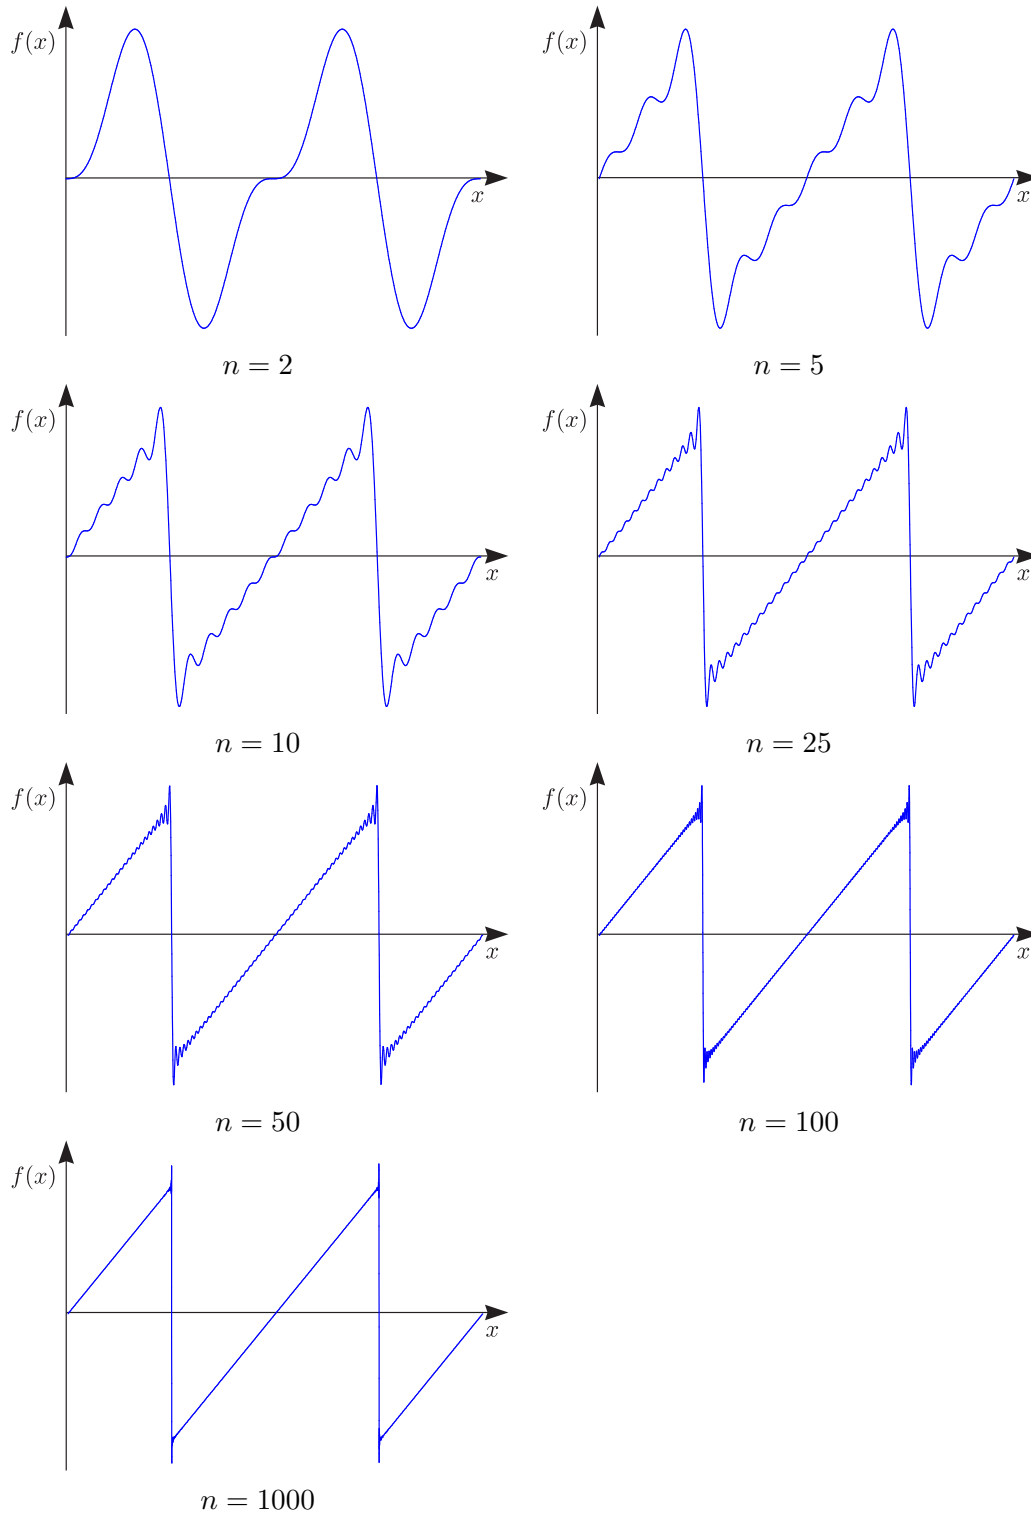 f(x) f(x)
x x
n = 2 n = 5
f(x) f(x)
x x
n = 10 n = 25
f(x) f(x)
x x
n = 50 n = 100
f(x)
x
n = 1000